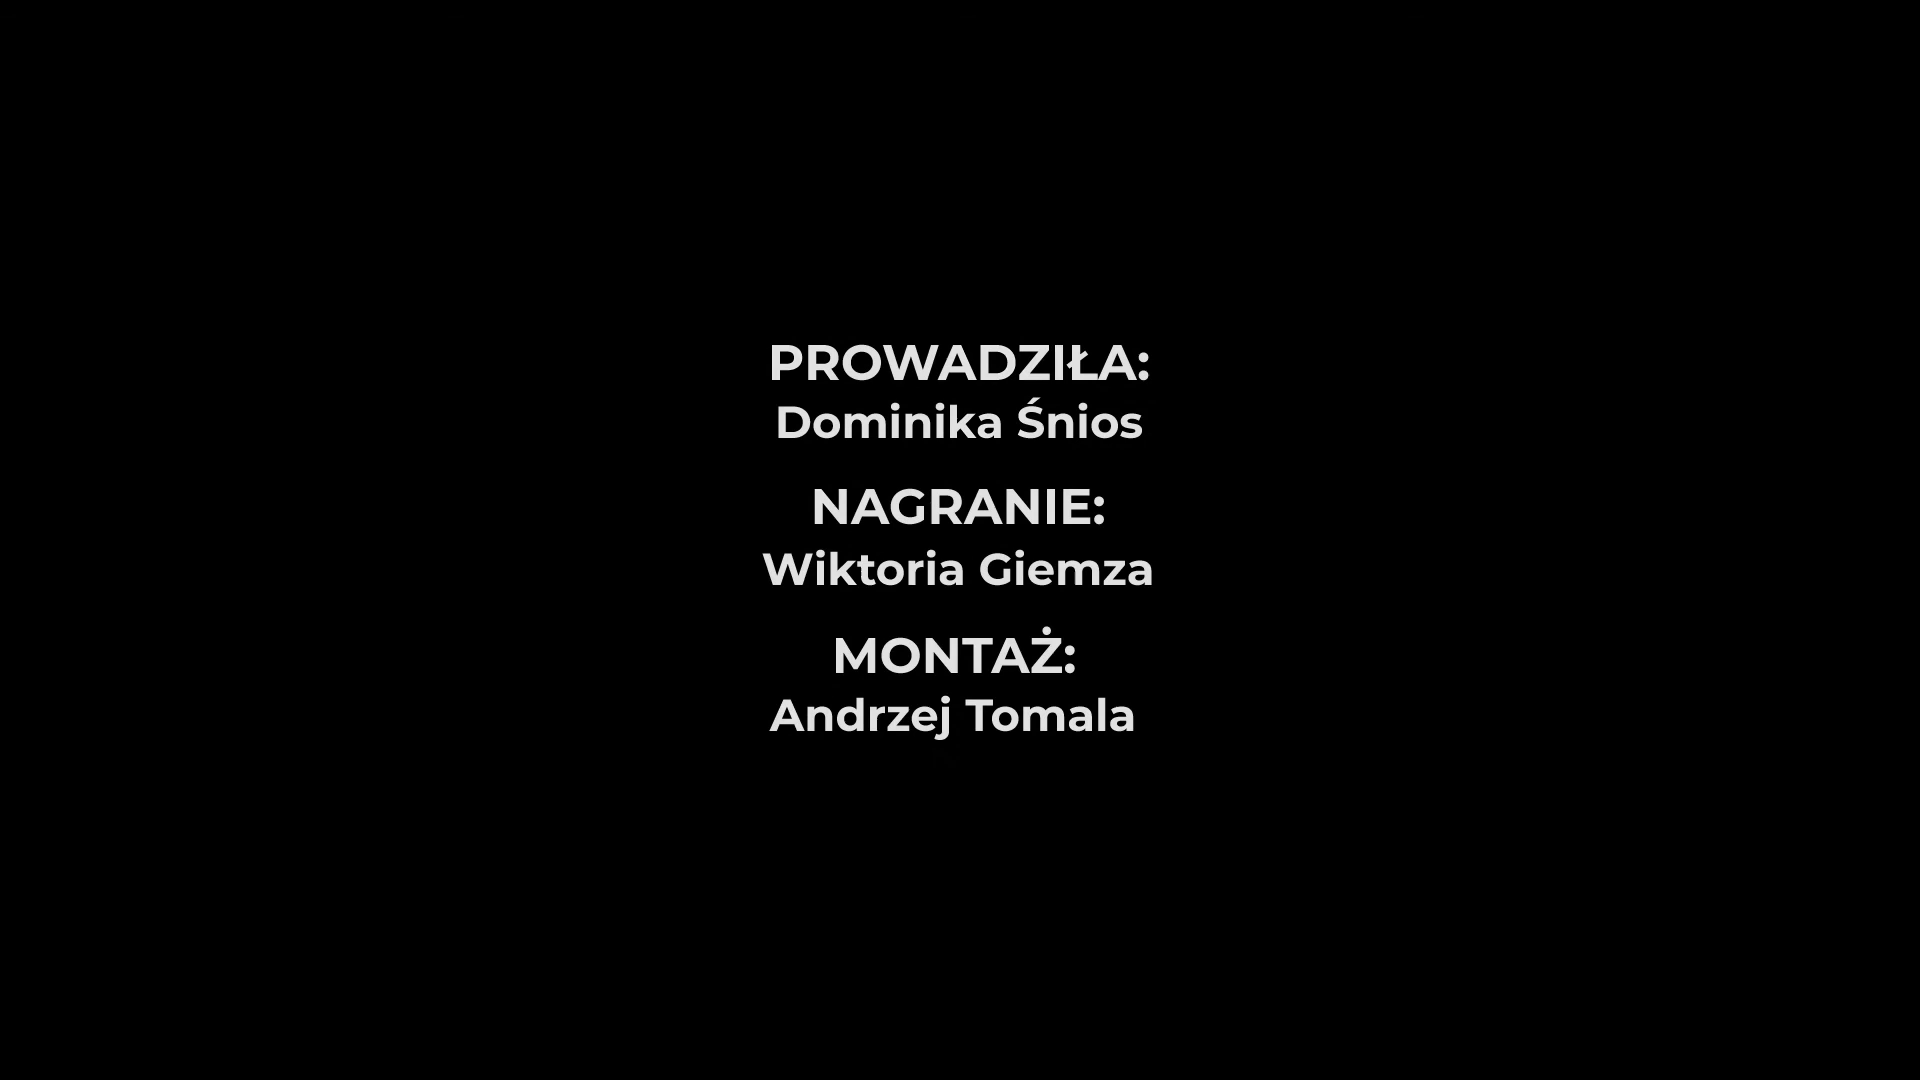 PROWADZIŁA:
Dominika Śnios
NAGRANIE:
Wiktoria Giemza
MONTAŻ:
Andrzej Tomala